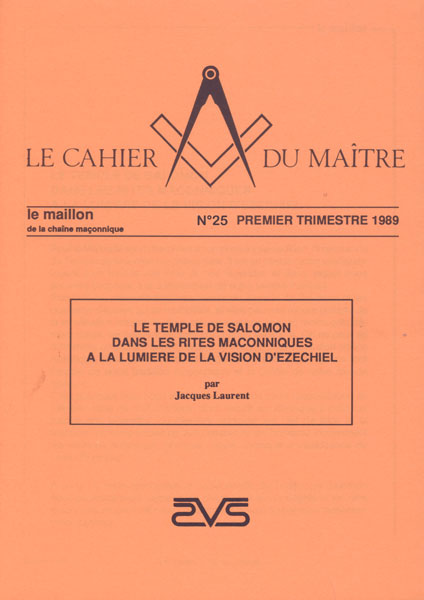 LE CAHIER DU MAÎTRE
le maillon
de la chaîne maçonnique
N°25 PREMIER TRIMESTRE 1989
LE TEMPLE DE SALOMON
DANS LES RITES MACONNIQUES
A LA LUMIERE DE LA VISION D'EZECHIEL
par
Jacques Laurent
SVS